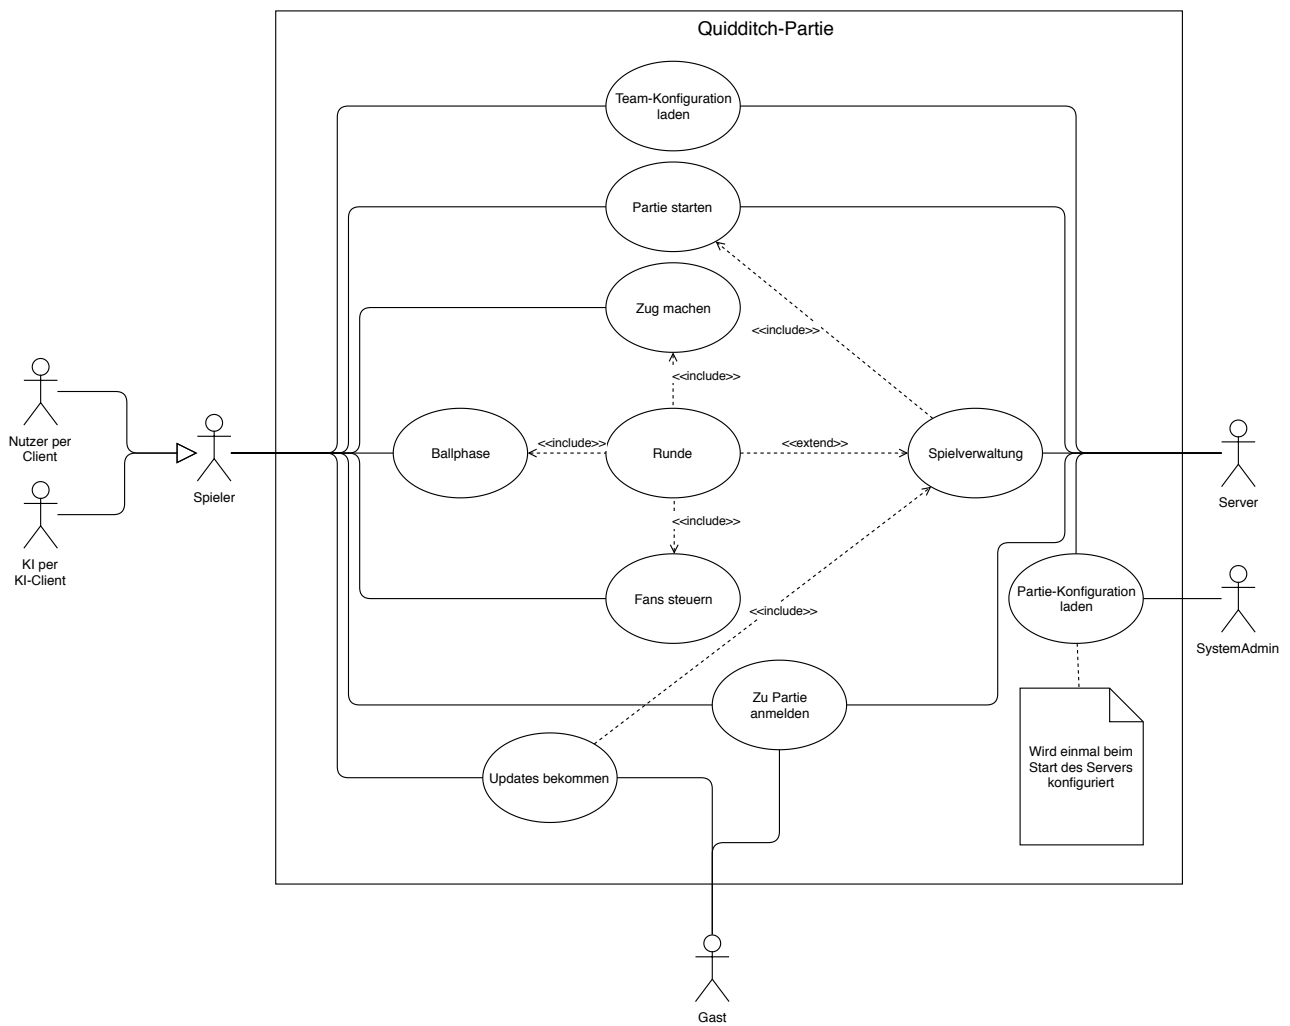 Quidditch-Partie
Team-Konfiguration
laden
Partie starten
Zug machen
<<include>>
<<include>>
Nutzer per
Client
Spieler
Ballphase
<<include>>
Runde
<<extend>>
Spielverwaltung
Server
KI per
KI-Client
<<include>>
Fans steuern
<<include>>
Partie-Konfiguration
laden
SystemAdmin
Zu Partie
anmelden
Updates bekommen
Wird einmal beim
Start des Servers
konfiguriert
Gast